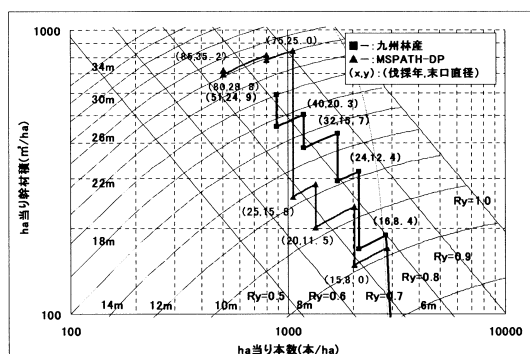 1000
100
ha当り幹材積(㎥/ha)
■─: 九州林産
▲─: MSPATH-DP
(x,y): (伐採年,末口直径)
(85,35. 2)
(75,25. 0)
34m
(80,28. 8)
(51,24, 9)
30m
(40,20. 3)
(32,15, 7)
26m
(24,12. 4)
22m
(25,15, 8)
(16,8. 4)
Ry=1.0
18m
(20,11. 5)
Ry=0.9
(15,8. 0)
Ry=0.8
14m
12m
10m
Ry=0.5
8m
Ry=0.6
Ry=0.7
6m
100
1000
10000
ha当り本数(本/ha)